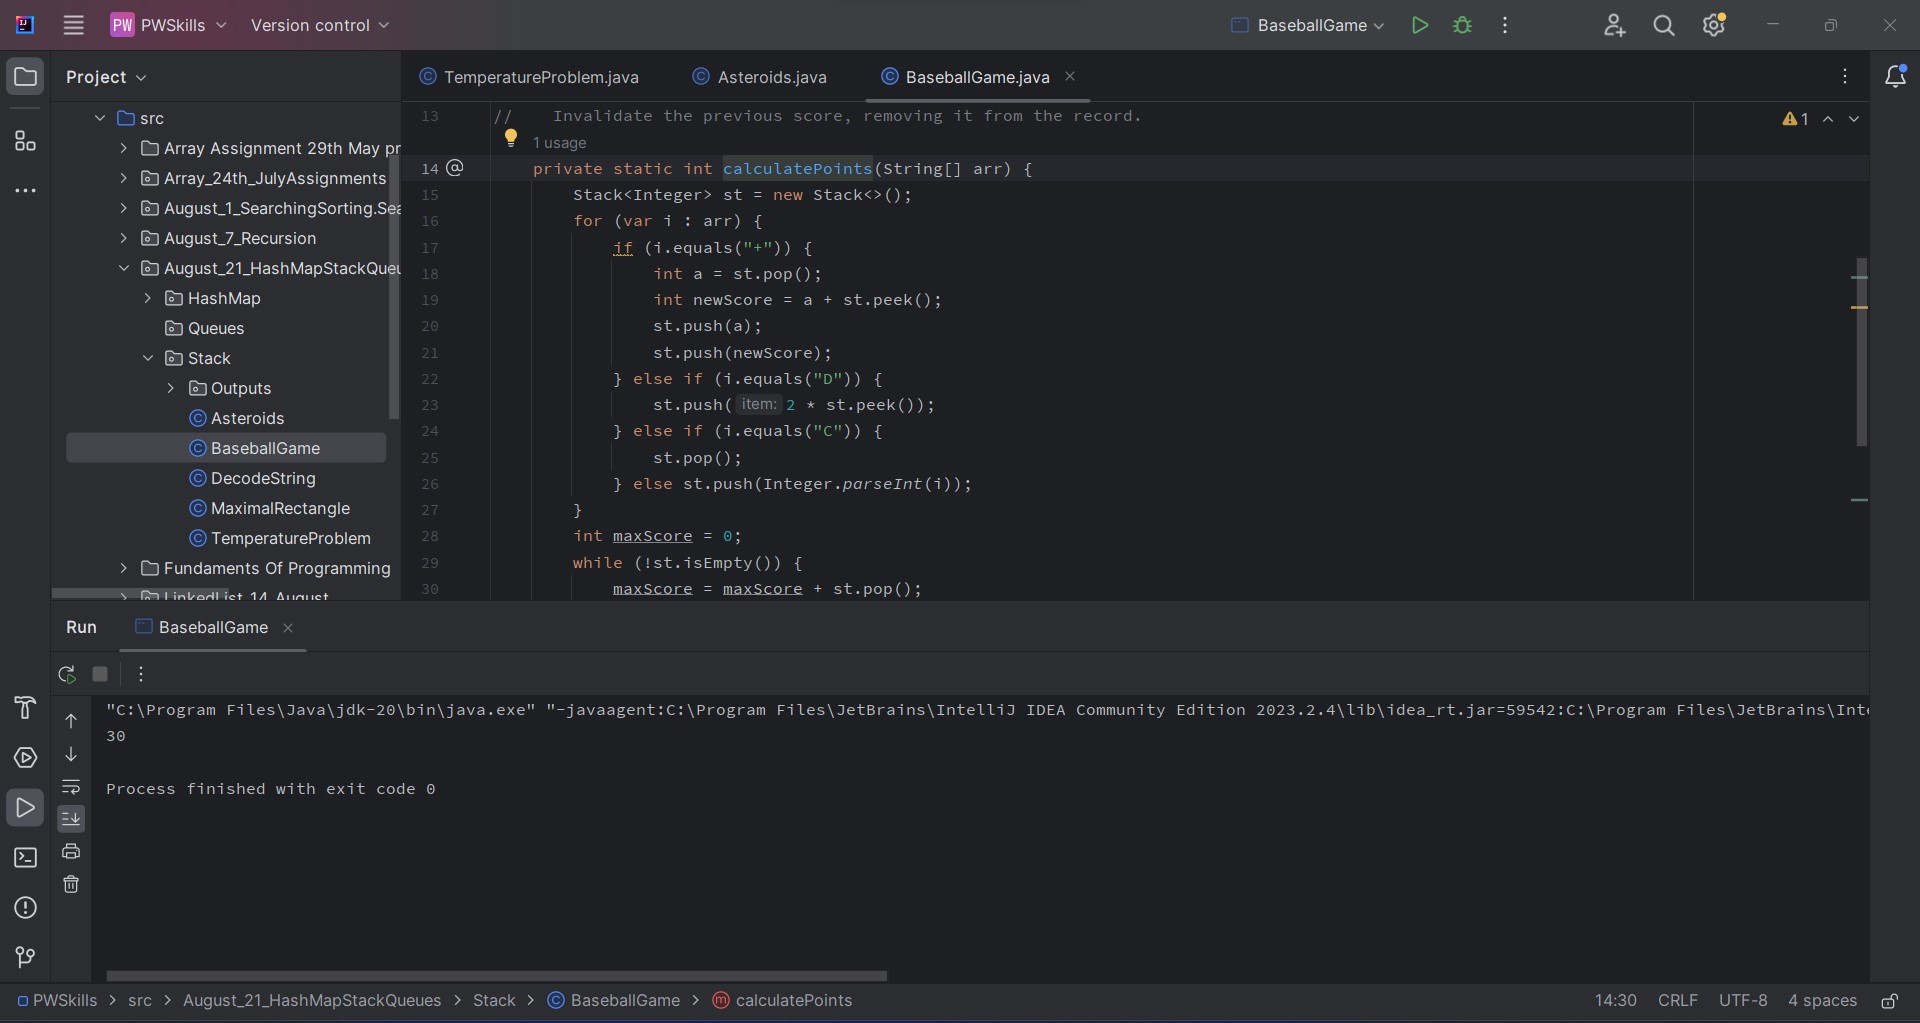 PW PWSkills Version control BaseballGame
Project
TemperatureProblem.java Asteroids.java BaseballGame.java
src
Array Assignment 29th May pr
Array_24th_JulyAssignments
August_1_SearchingSorting.Sea
August_7_Recursion
August_21_HashMapStackQueu
HashMap
Queues
Stack
Outputs
Asteroids
BaseballGame
DecodeString
MaximalRectangle
TemperatureProblem
Fundaments Of Programming
LinkedList_14_August
13 //    Invalidate the previous score, removing it from the record.
1 usage
14 @ private static int calculatePoints(String[] arr) {
15 Stack<Integer> st = new Stack<>();
16 for (var i : arr) {
17 if (i.equals("+")) {
18 int a = st.pop();
19 int newScore = a + st.peek();
20 st.push(a);
21 st.push(newScore);
22 } else if (i.equals("D")) {
23 st.push( item: 2 * st.peek());
24 } else if (i.equals("C")) {
25 st.pop();
26 } else st.push(Integer.parseInt(i));
27 }
28 int maxScore = 0;
29 while (!st.isEmpty()) {
30 maxScore = maxScore + st.pop();
1
Run BaseballGame
"C:\Program Files\Java\jdk-20\bin\java.exe" "-javaagent:C:\Program Files\JetBrains\IntelliJ IDEA Community Edition 2023.2.4\lib\idea_rt.jar=59542:C:\Program Files\JetBrains\Inte
30
Process finished with exit code 0
PWSkills > src > August_21_HashMapStackQueues > Stack > BaseballGame > calculatePoints
14:30 CRLF UTF-8 4 spaces